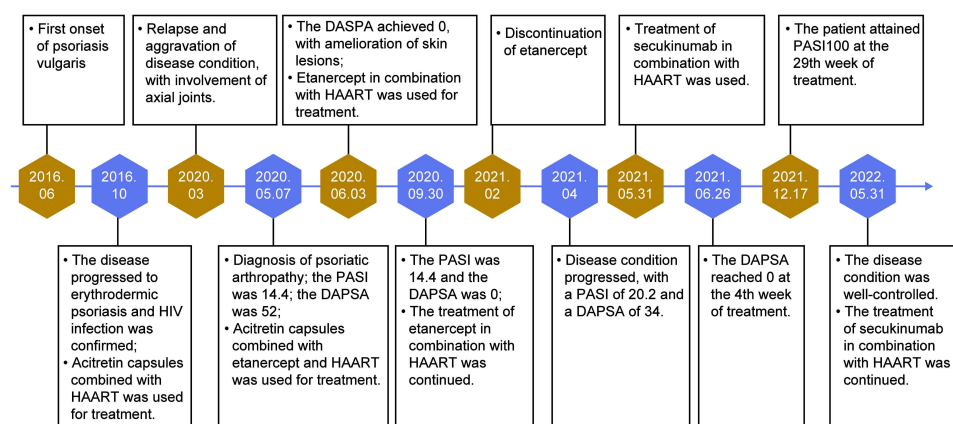 • First onset
of psoriasis
vulgaris
• Relapse and
aggravation of
disease condition,
with involvement of
axial joints.
• The DASPA achieved 0,
with amelioration of skin
lesions;
• Etanercept in combination
with HAART was used for
treatment.
• Discontinuation
of etanercept
• Treatment of
secukinumab in
combination with
HAART was used.
• The patient attained
PASI100 at the
29th week of
treatment.
2016.
06
2016.
10
2020.
03
2020.
05.07
2020.
06.03
2020.
09.30
2021.
02
2021.
04
2021.
05.31
2021.
06.26
2021.
12.17
2022.
05.31
• The disease
progressed to
erythrodermic
psoriasis and HIV
infection was
confirmed;
• Acitretin capsules
combined with
HAART was used
for treatment.
• Diagnosis of psoriatic
arthropathy; the PASI
was 14.4; the DAPSA
was 52;
• Acitretin capsules
combined with
etanercept and HAART
was used for treatment.
• The PASI was
14.4 and the
DAPSA was 0;
• The treatment of
etanercept in
combination with
HAART was
continued.
• Disease condition
progressed, with
a PASI of 20.2 and
a DAPSA of 34.
• The DAPSA
reached 0 at
the 4th week
of treatment.
• The disease
condition was
well-controlled.
• The treatment
of secukinumab
in combination
with HAART was
continued.